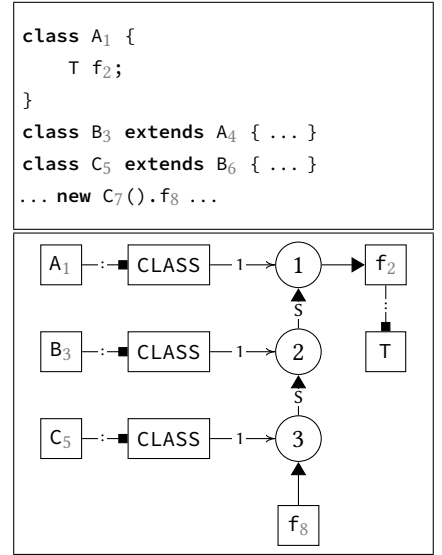 class A1 {
T f2;
}
class B3 extends A4 { ... }
class C5 extends B6 { ... }
... new C7().f8 ...
A1 : CLASS 1 1 f2
S :
B3 : CLASS 1 2 T
S
C5 : CLASS 1 3
f8